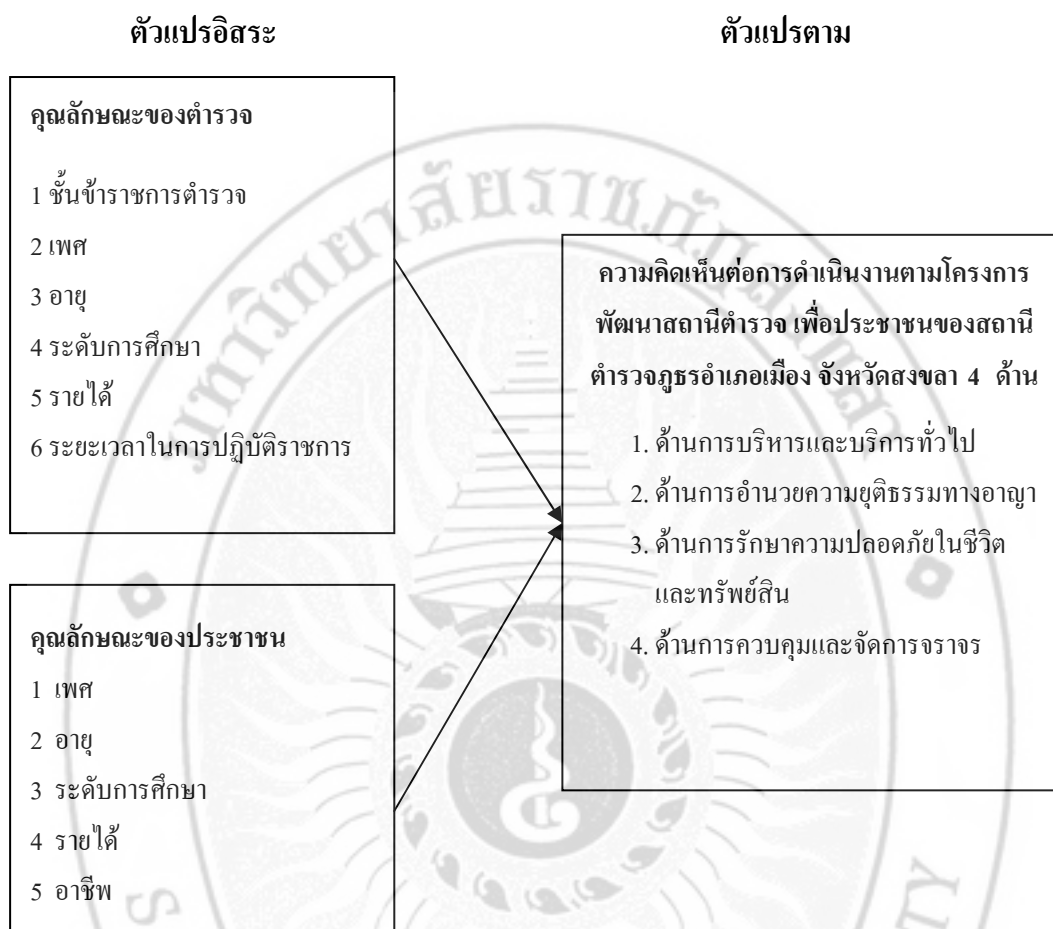 ตัวแปรอิสระ
ตัวแปรตาม
คุณลักษณะของตำรวจ
1 ชั้นข้าราชการตำรวจ
2 เพศ
3 อายุ
4 ระดับการศึกษา
5 รายได้
6 ระยะเวลาในการปฏิบัติราชการ
คุณลักษณะของประชาชน
1 เพศ
2 อายุ
3 ระดับการศึกษา
4 รายได้
5 อาชีพ
ความคิดเห็นต่อการดำเนินงานตามโครงการ
พัฒนาสถานีตำรวจ เพื่อประชาชนของสถานี
ตำรวจภูธรอำเภอเมือง จังหวัดสงขลา 4 ด้าน
1. ด้านการบริหารและบริการทั่วไป
2. ด้านการอำนวยความยุติธรรมทางอาญา
3. ด้านการรักษาความปลอดภัยในชีวิต
และทรัพย์สิน
4. ด้านการควบคุมและจัดการจราจร